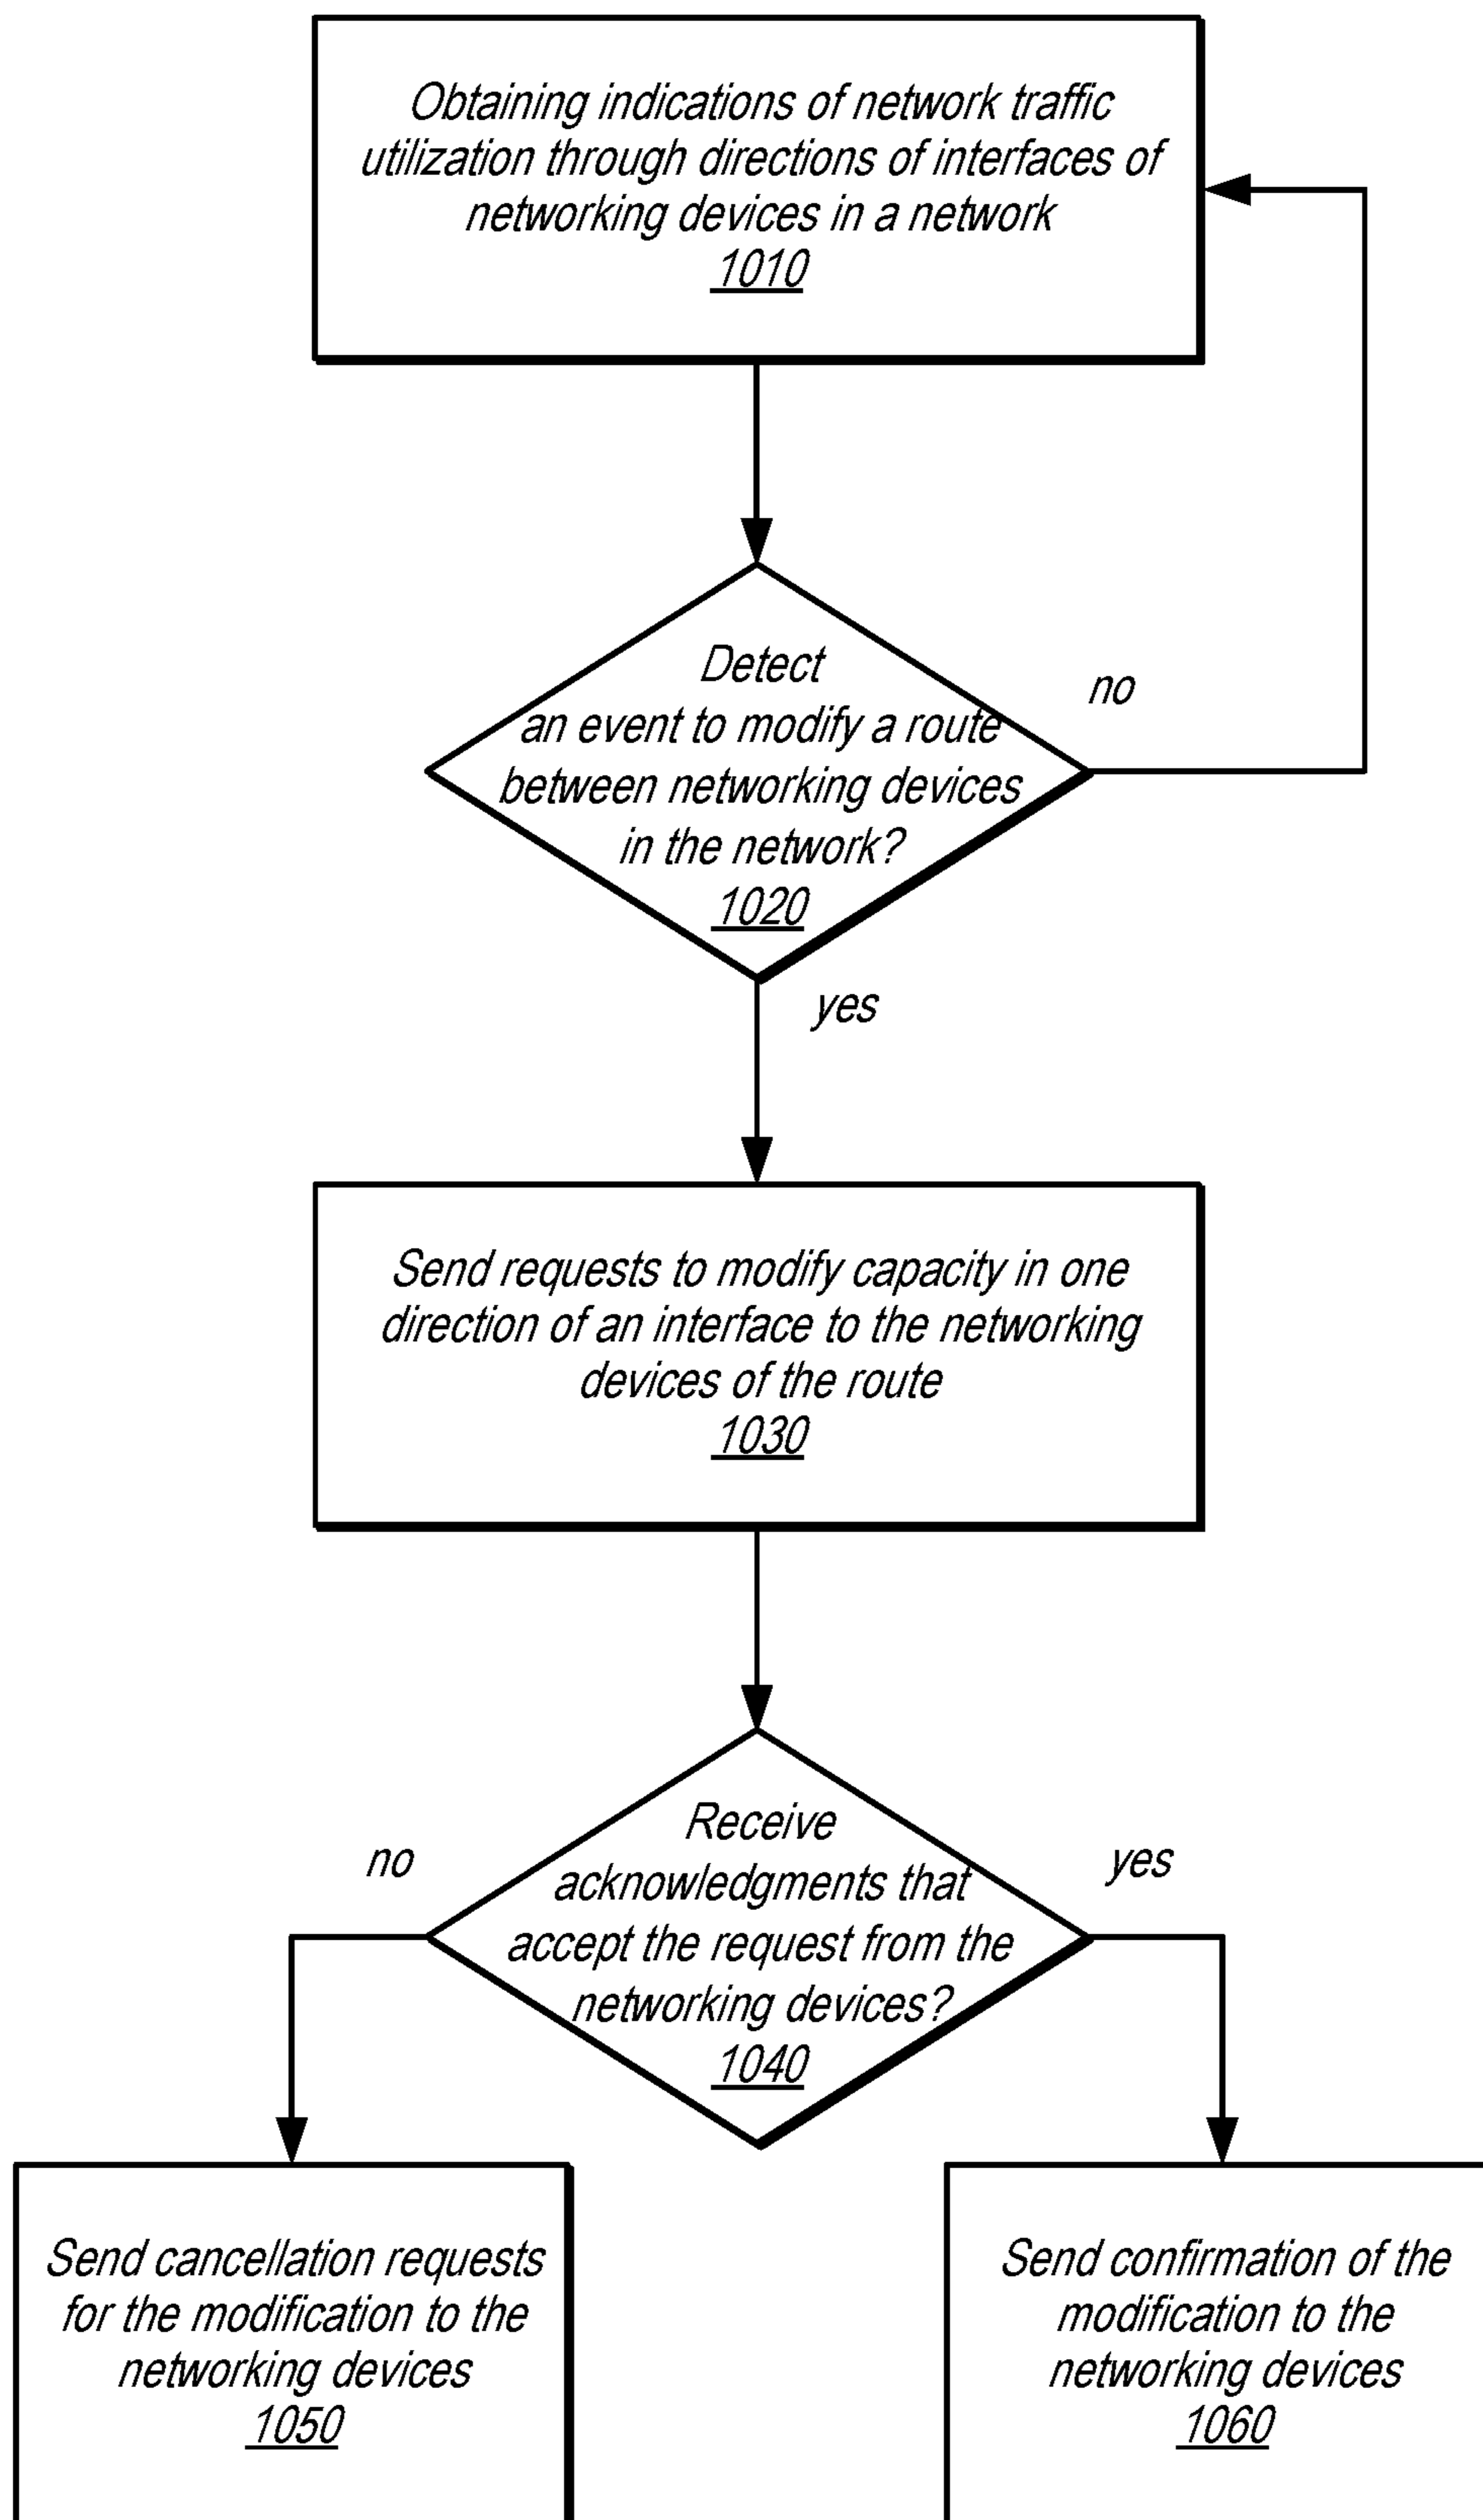 Obtaining indications of network traffic
utilization through directions of interfaces of
networking devices in a network
1010
Detect
an event to modify a route
between networking devices
in the network?
1020
no
yes
Send requests to modify capacity in one
direction of an interface to the networking
devices of the route
1030
Receive
acknowledgments that
accept the request from the
networking devices?
1040
no
yes
Send cancellation requests
for the modification to the
networking devices
1050
Send confirmation of the
modification to the
networking devices
1060